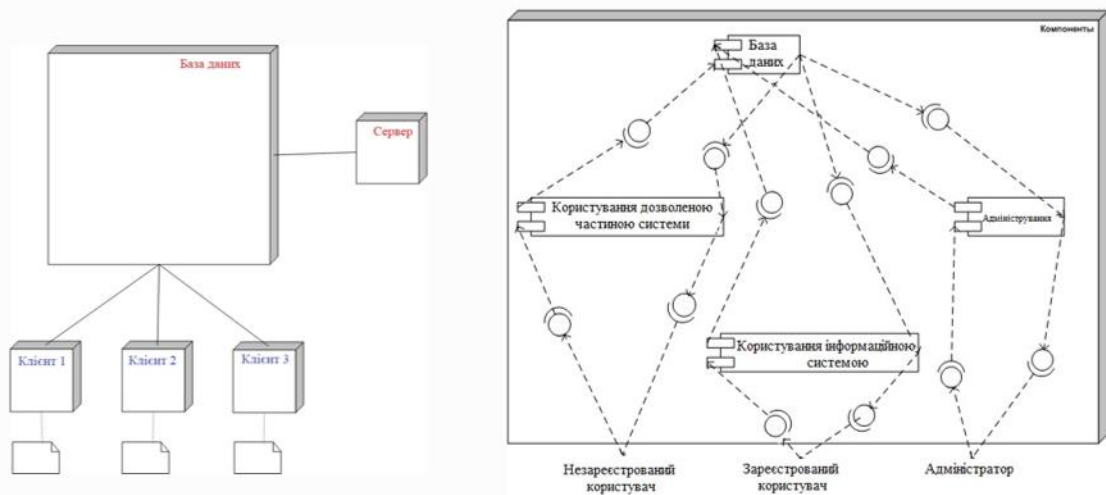 База даних
Сервер
Клієнт 1
Клієнт 2
Клієнт 3
Компоненты
База
даних
Користування дозволеною
частиною системи
Адміністрування
Користування інформаційною
системою
Незареєстрований
користувач
Зареєстрований
користувач
Адміністратор